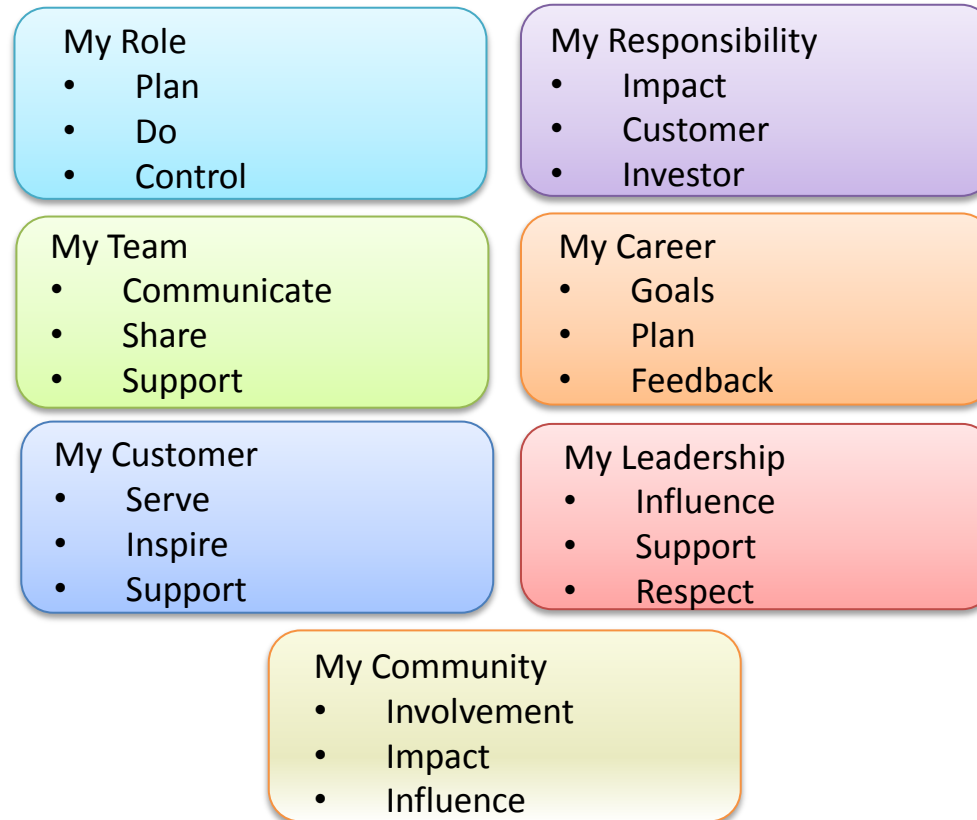 My Role
• Plan
• Do
• Control
My Responsibility
• Impact
• Customer
• Investor
My Team
• Communicate
• Share
• Support
My Career
• Goals
• Plan
• Feedback
My Customer
• Serve
• Inspire
• Support
My Leadership
• Influence
• Support
• Respect
My Community
• Involvement
• Impact
• Influence